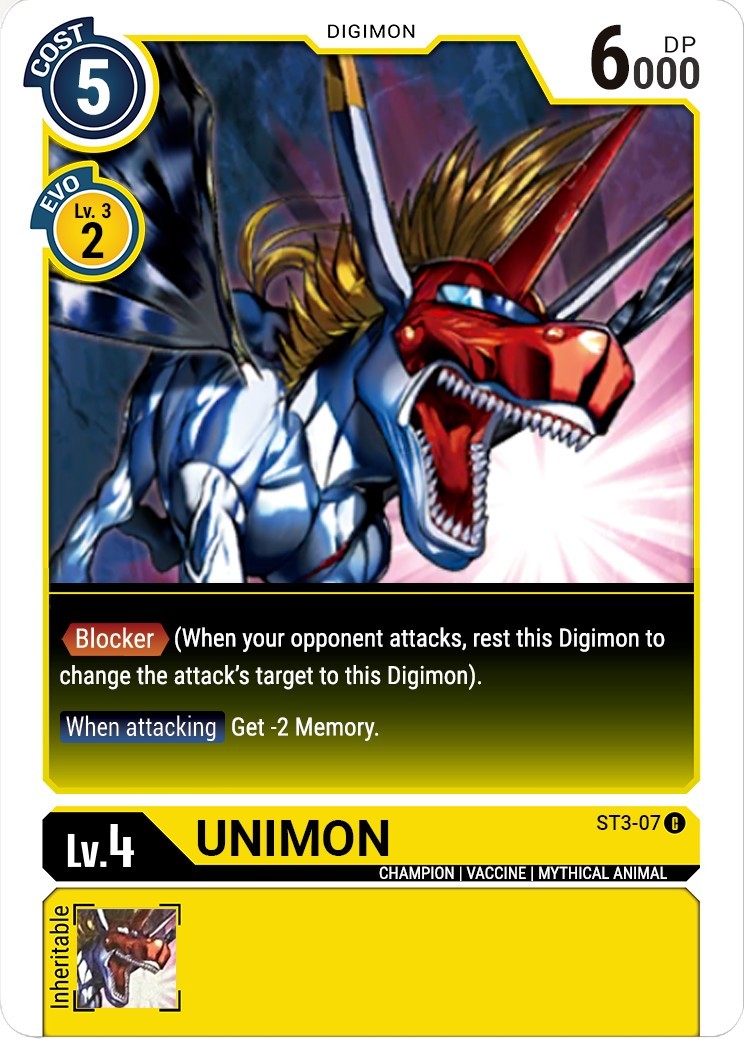 DIGIMON
COST
5
DP
6000
EVO
Lv. 3
2
Blocker (When your opponent attacks, rest this Digimon to
change the attack's target to this Digimon).
When attacking Get -2 Memory.
Lv.4
UNIMON
ST3-07 C
CHAMPION | VACCINE | MYTHICAL ANIMAL
Inheritable